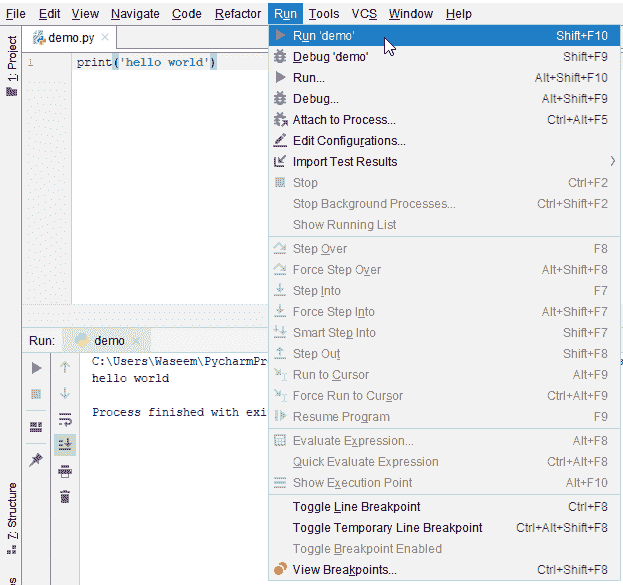 File Edit View Navigate Code Refactor Run Tools VCS Window Help
demo.py
1: Project
1 print('hello world')
Run 'demo' Shift+F10
Debug 'demo' Shift+F9
Run... Alt+Shift+F10
Debug... Alt+Shift+F9
Attach to Process... Ctrl+Alt+F5
Edit Configurations...
Import Test Results
Stop Ctrl+F2
Stop Background Processes... Ctrl+Shift+F2
Show Running List
Step Over F8
Force Step Over Alt+Shift+F8
Step Into F7
Force Step Into Alt+Shift+F7
Smart Step Into Shift+F7
Step Out Shift+F8
Run to Cursor Alt+F9
Force Run to Cursor Ctrl+Alt+F9
Resume Program F9
Evaluate Expression... Alt+F8
Quick Evaluate Expression Ctrl+Alt+F8
Show Execution Point Alt+F10
Toggle Line Breakpoint Ctrl+F8
Toggle Temporary Line Breakpoint Ctrl+Alt+Shift+F8
Toggle Breakpoint Enabled
View Breakpoints... Ctrl+Shift+F8
Run: demo
C:\Users\Waseem\PycharmPr
hello world
Process finished with exi
7: Structure